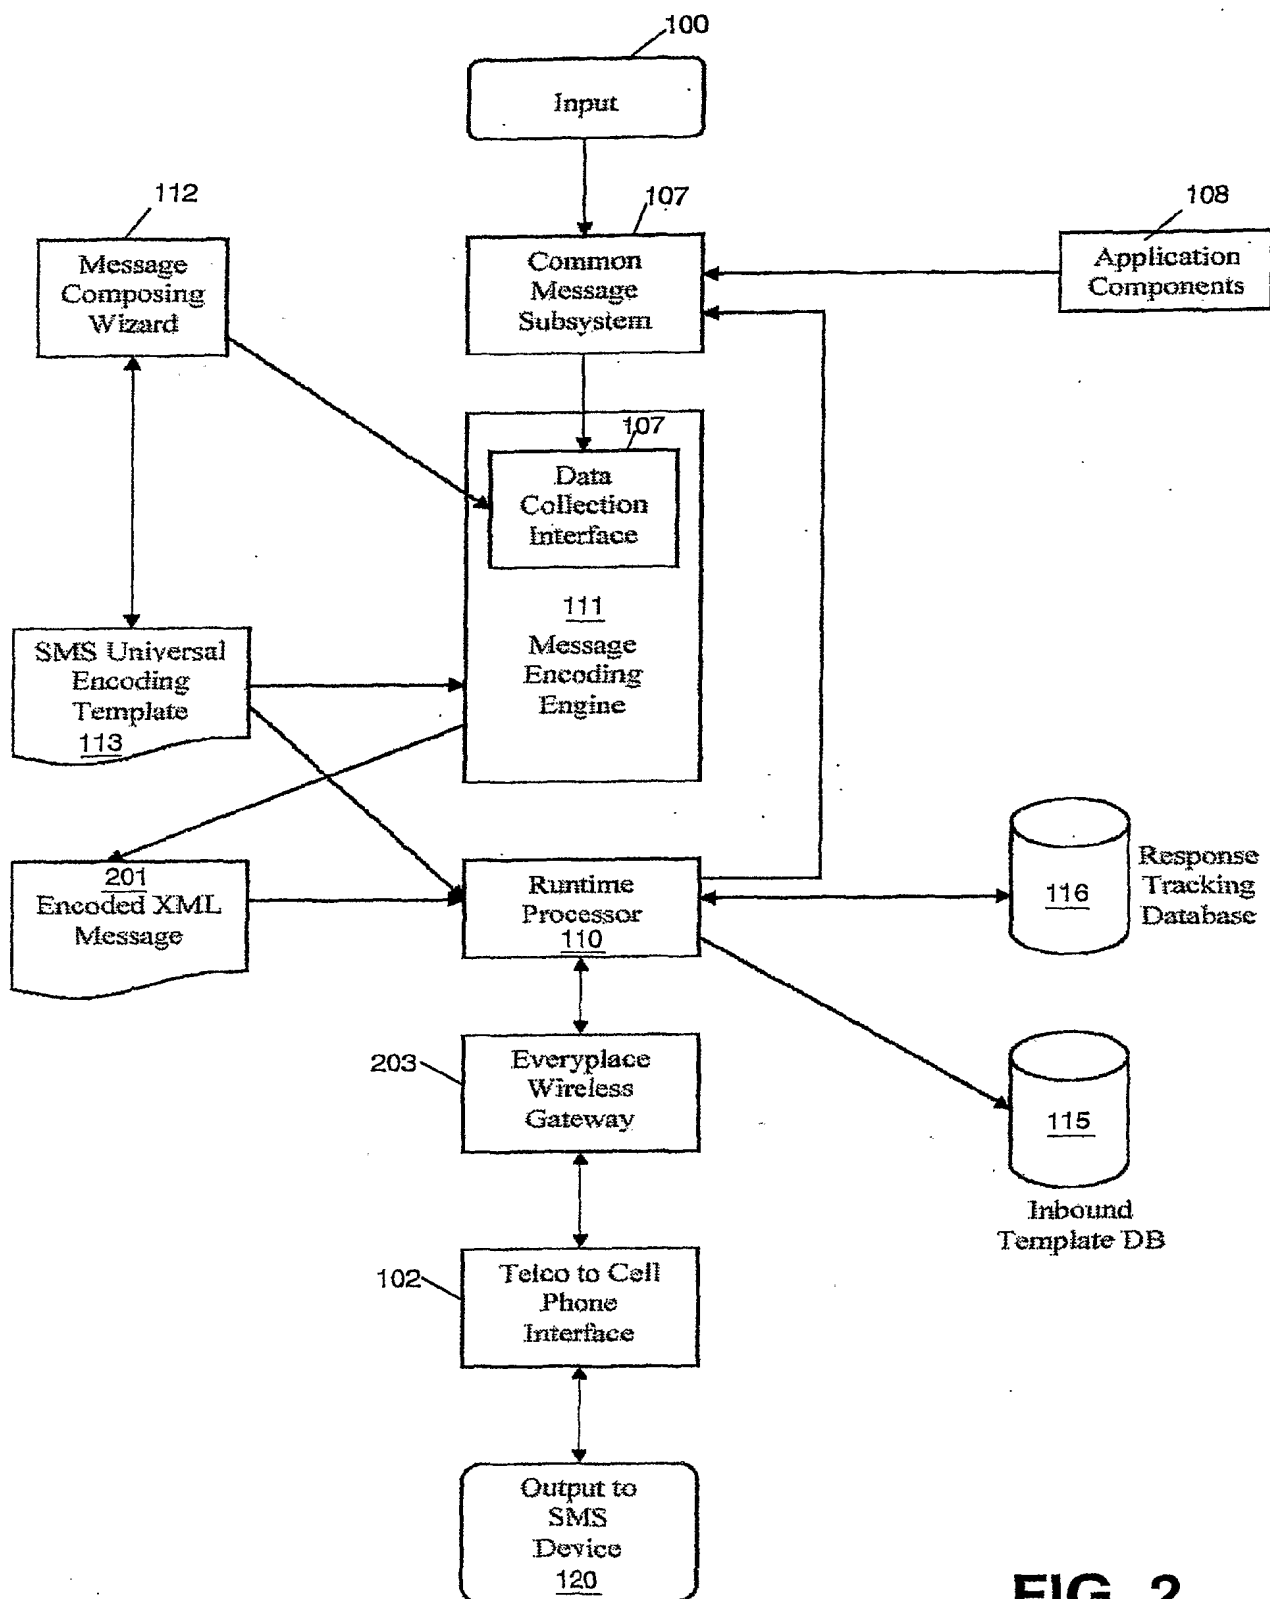 100
Input
112
107
108
Message
Composing
Wizard
Common
Message
Subsystem
Application
Components
107
Data
Collection
Interface
111
Message
Encoding
Engine
SMS Universal
Encoding
Template
113
201
Encoded XML
Message
Runtime
Processor
110
116
Response
Tracking
Database
203
Everyplace
Wireless
Gateway
115
Inbound
Template DB
102
Telco to Cell
Phone
Interface
Output to
SMS
Device
120
FIG. 2